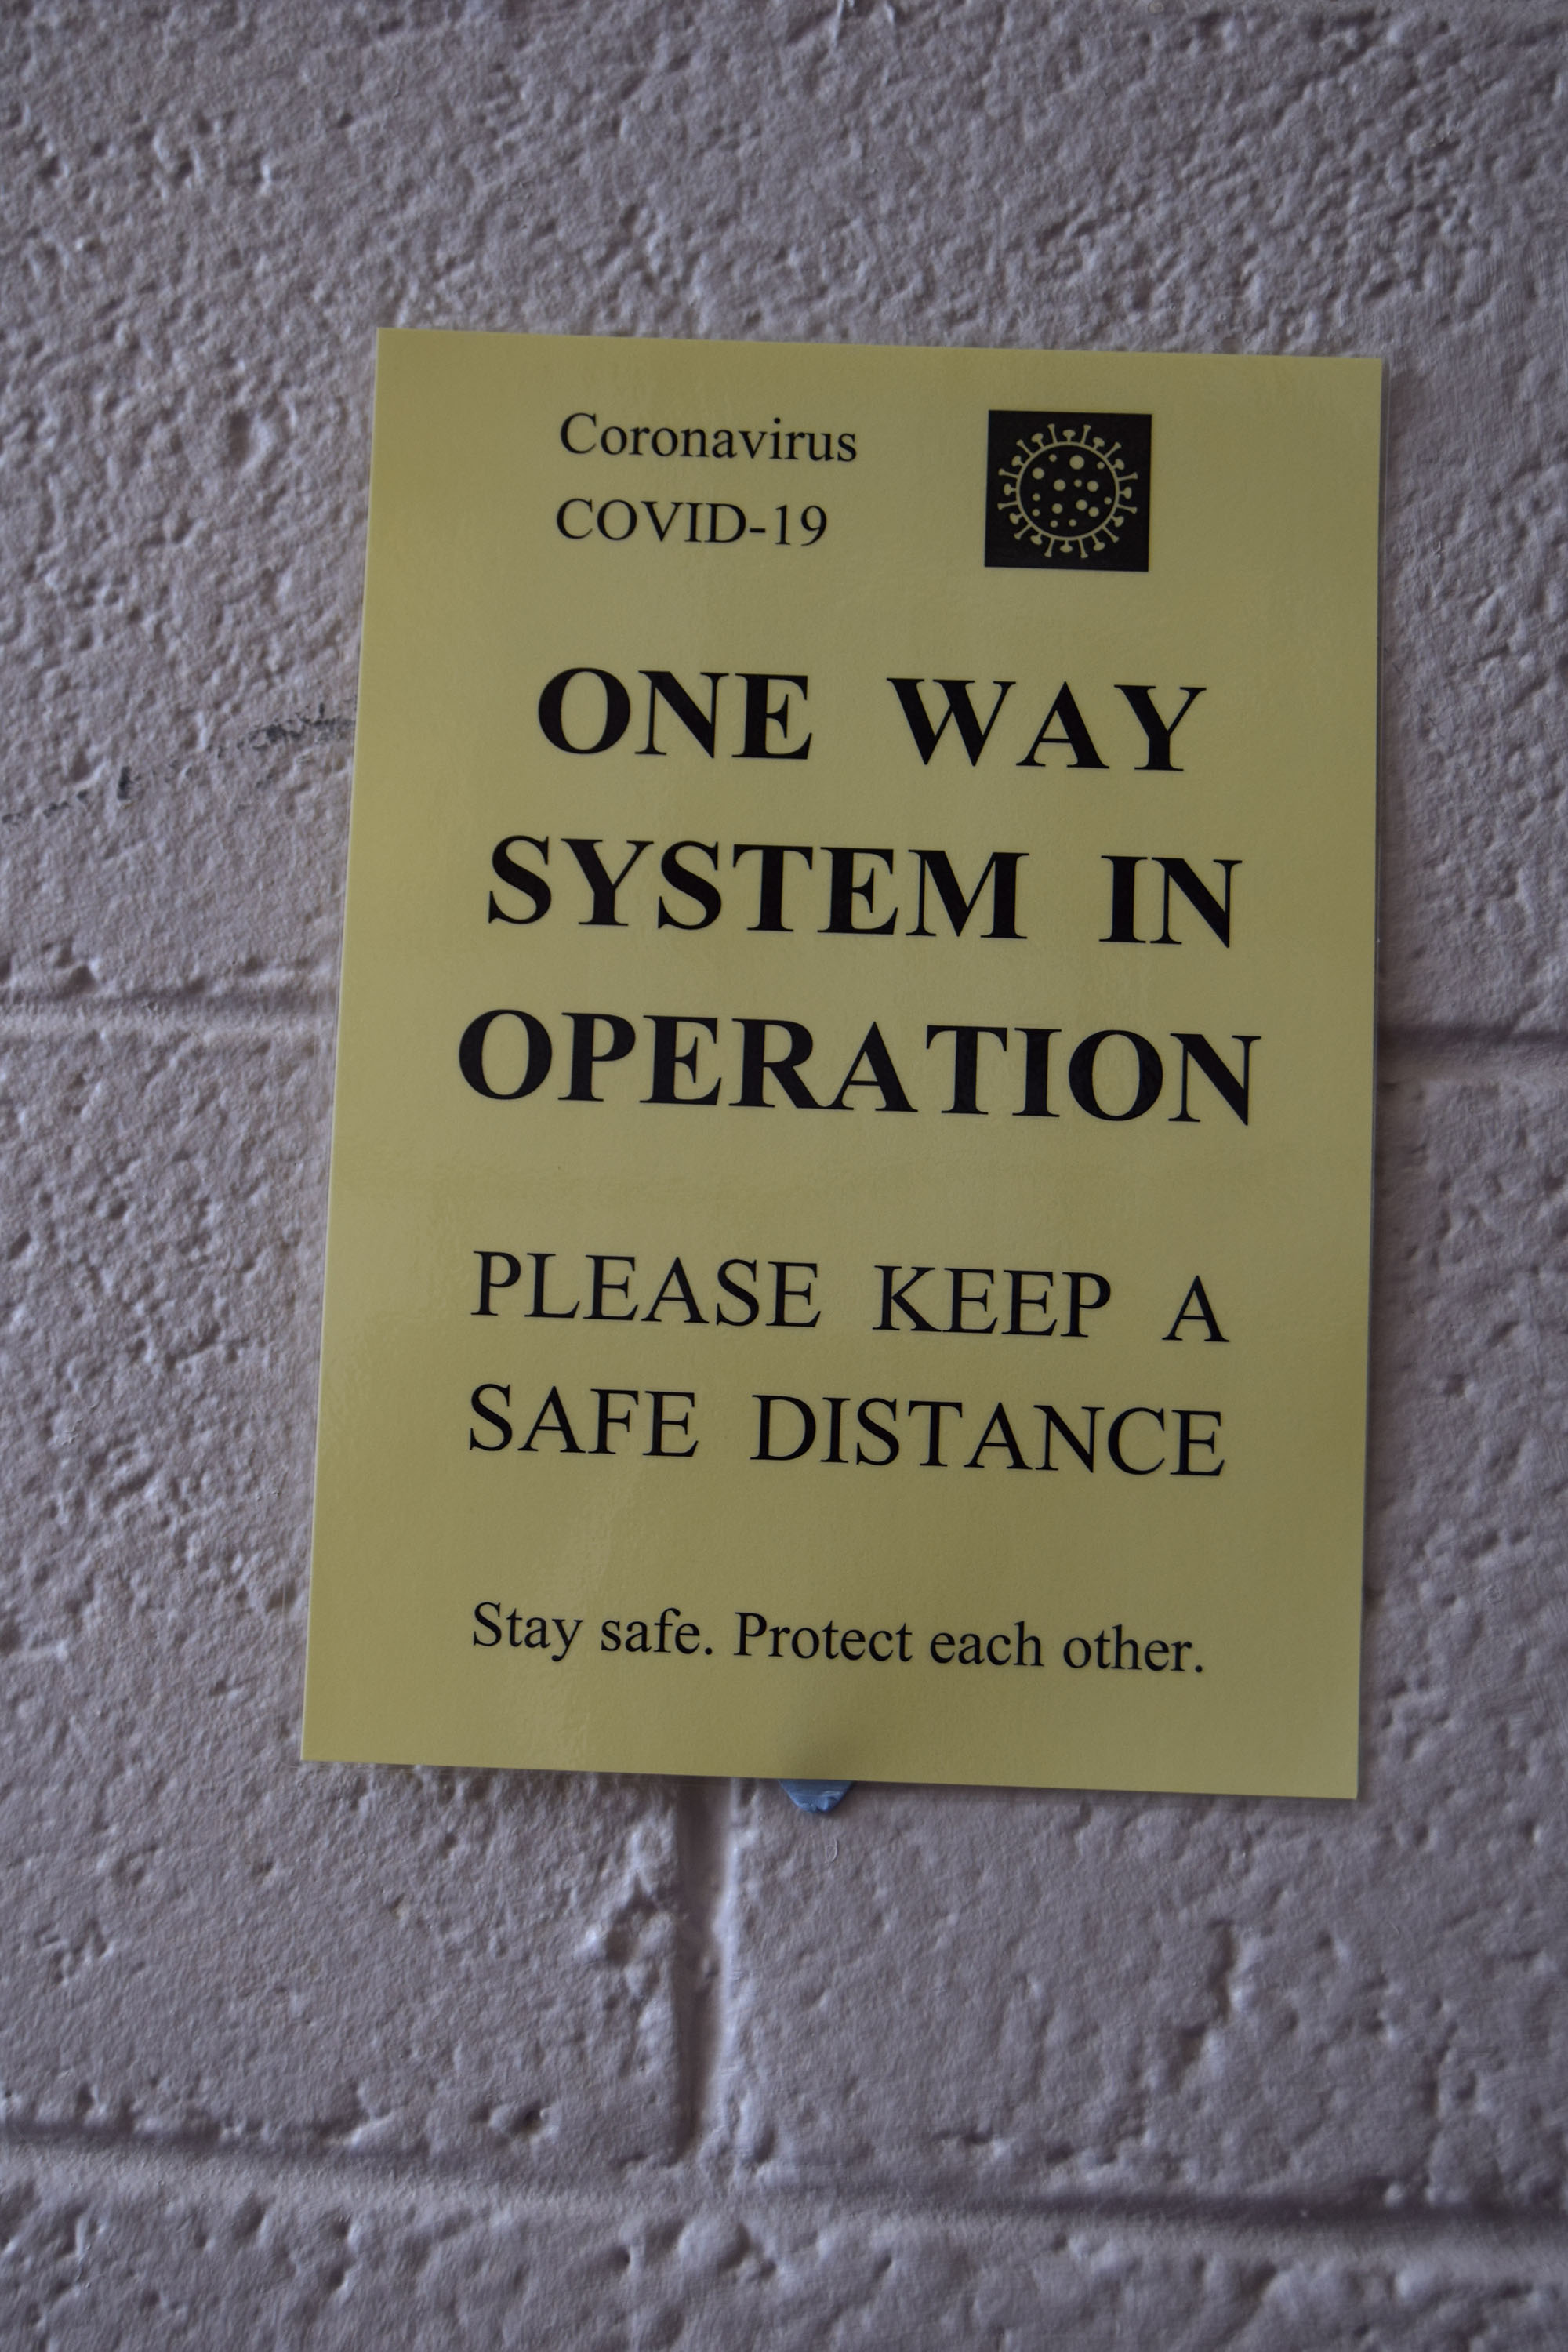 Coronavirus
COVID-19
ONE WAY
SYSTEM IN
OPERATION
PLEASE KEEP A
SAFE DISTANCE
Stay safe. Protect each other.